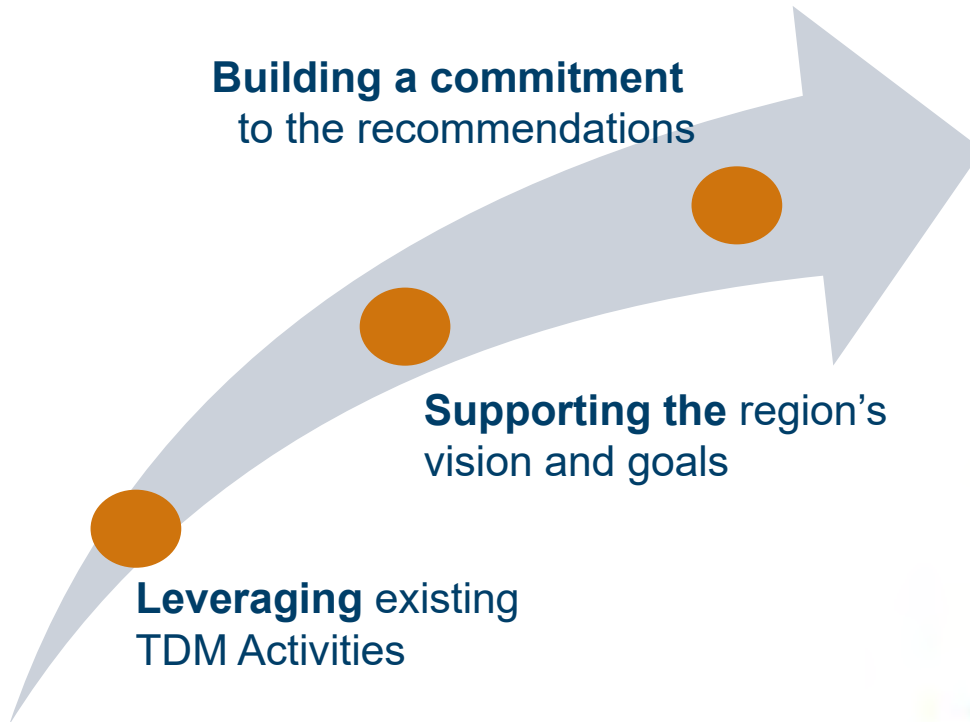 Building a commitment
to the recommendations
Supporting the region's
vision and goals
Leveraging existing
TDM Activities